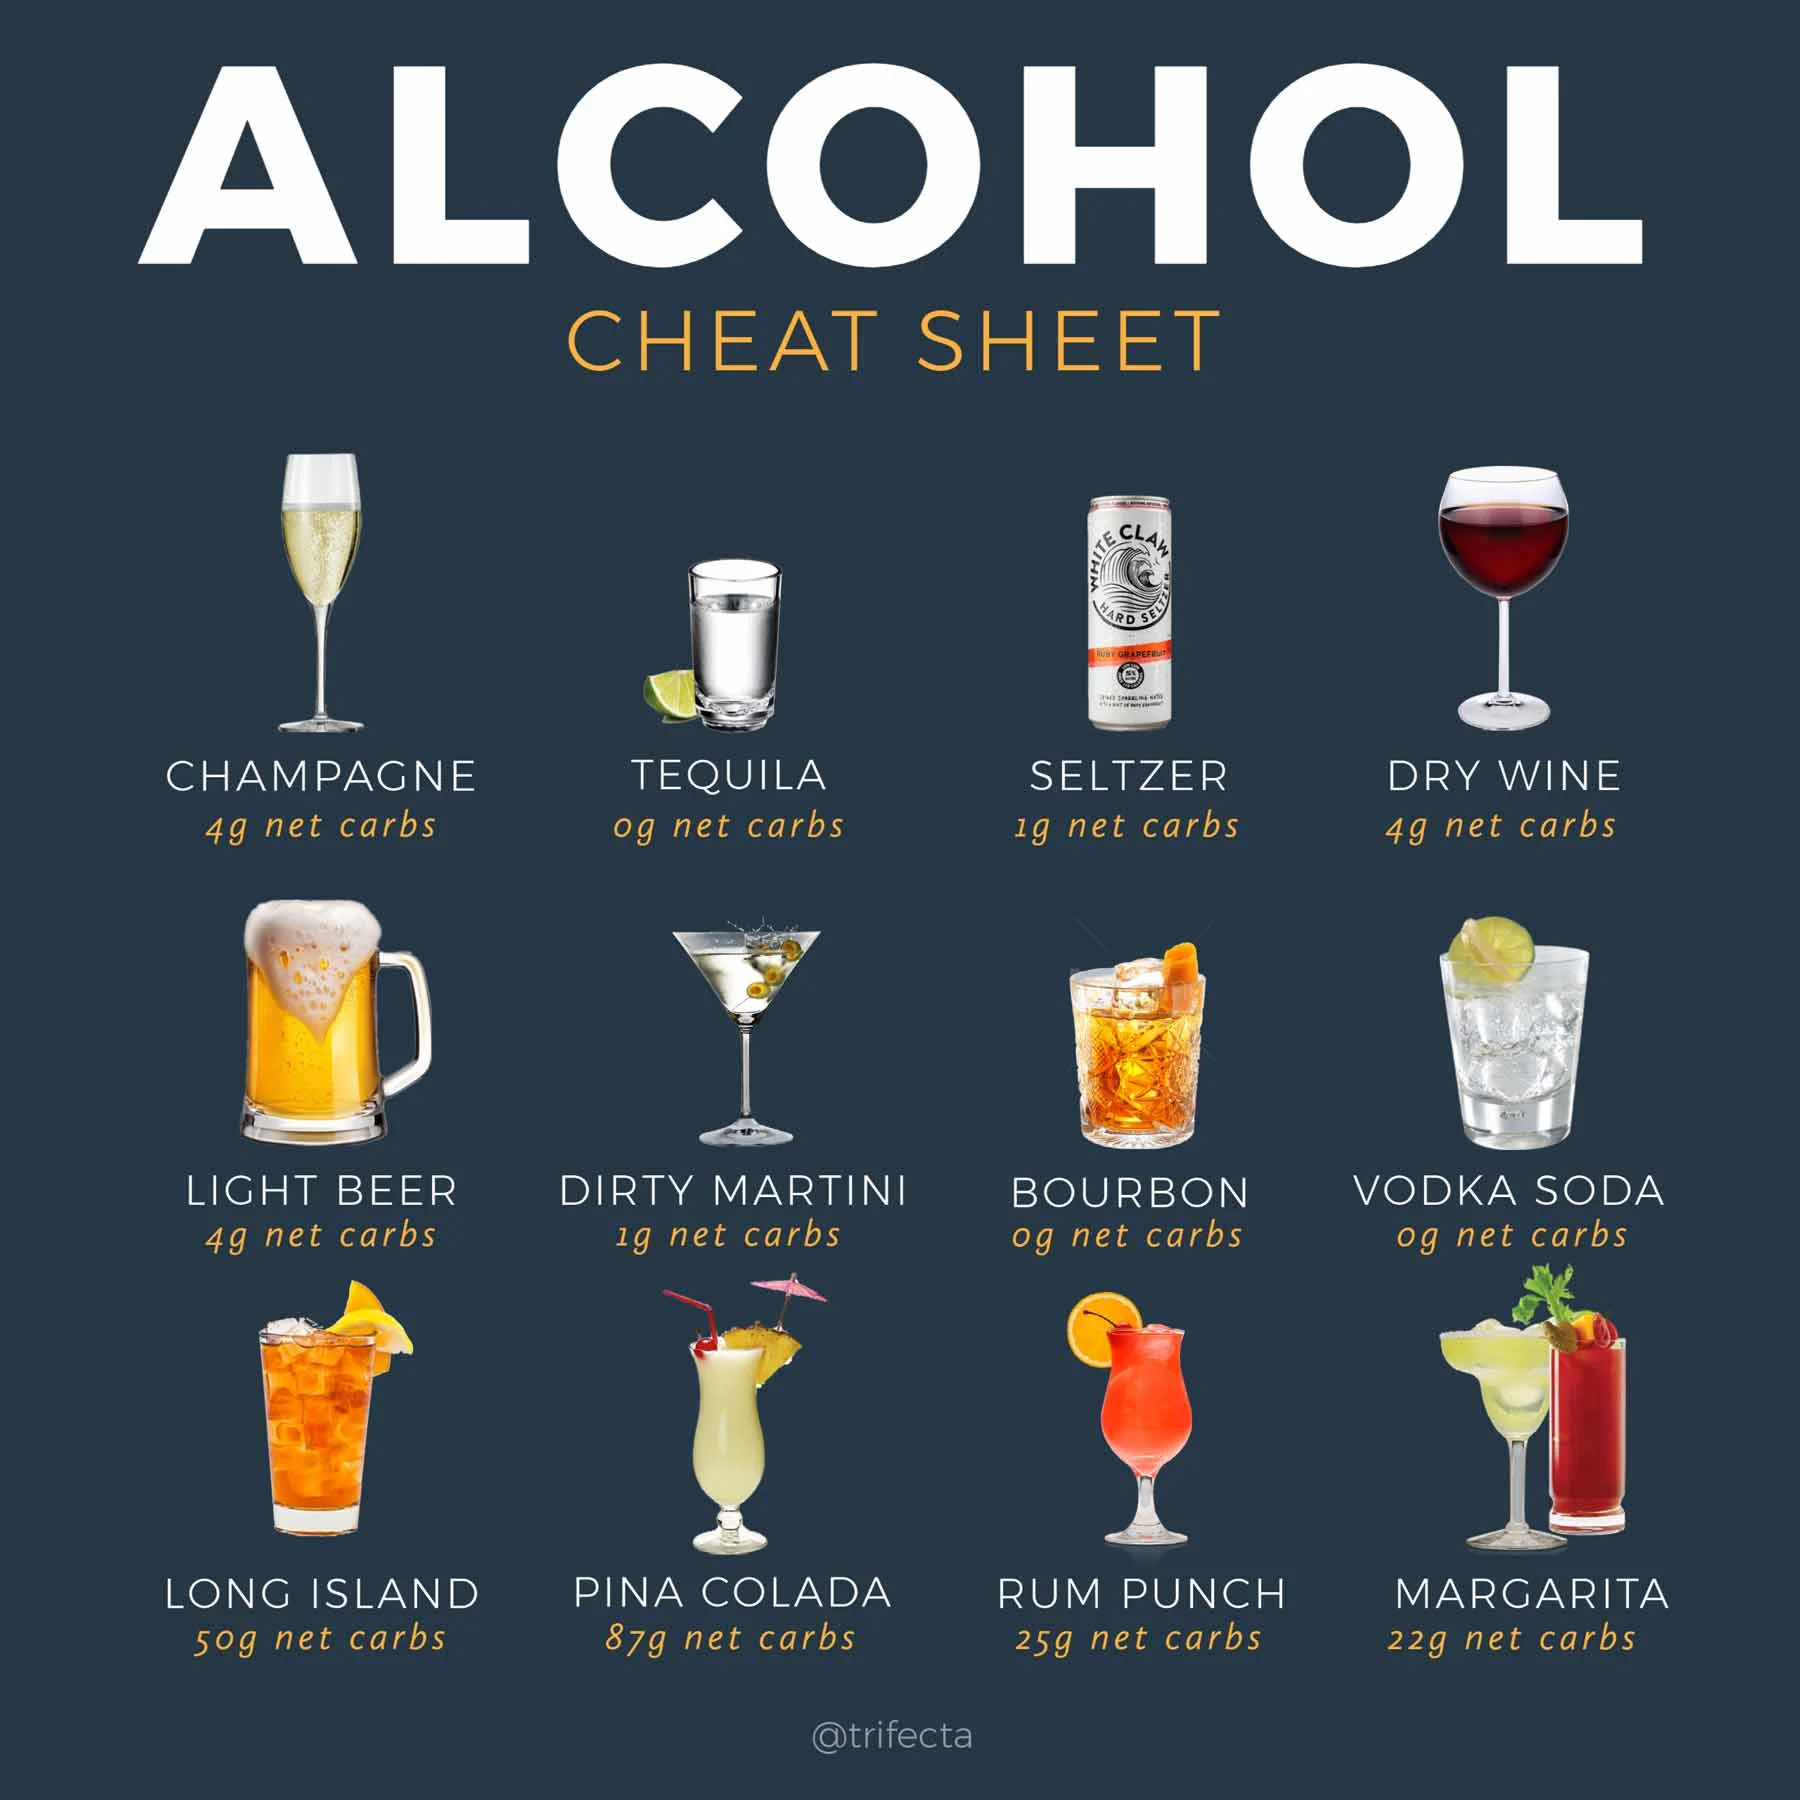 ALCOHOL
CHEAT SHEET
WHITE CLAW
HARD SELTZER
RUBY GRAPEFRUIT
5%
CHAMPAGNE
4g net carbs
TEQUILA
0g net carbs
SELTZER
1g net carbs
DRY WINE
4g net carbs
LIGHT BEER
4g net carbs
DIRTY MARTINI
1g net carbs
BOURBON
0g net carbs
VODKA SODA
0g net carbs
LONG ISLAND
50g net carbs
PINA COLADA
87g net carbs
RUM PUNCH
25g net carbs
MARGARITA
22g net carbs
@trifecta